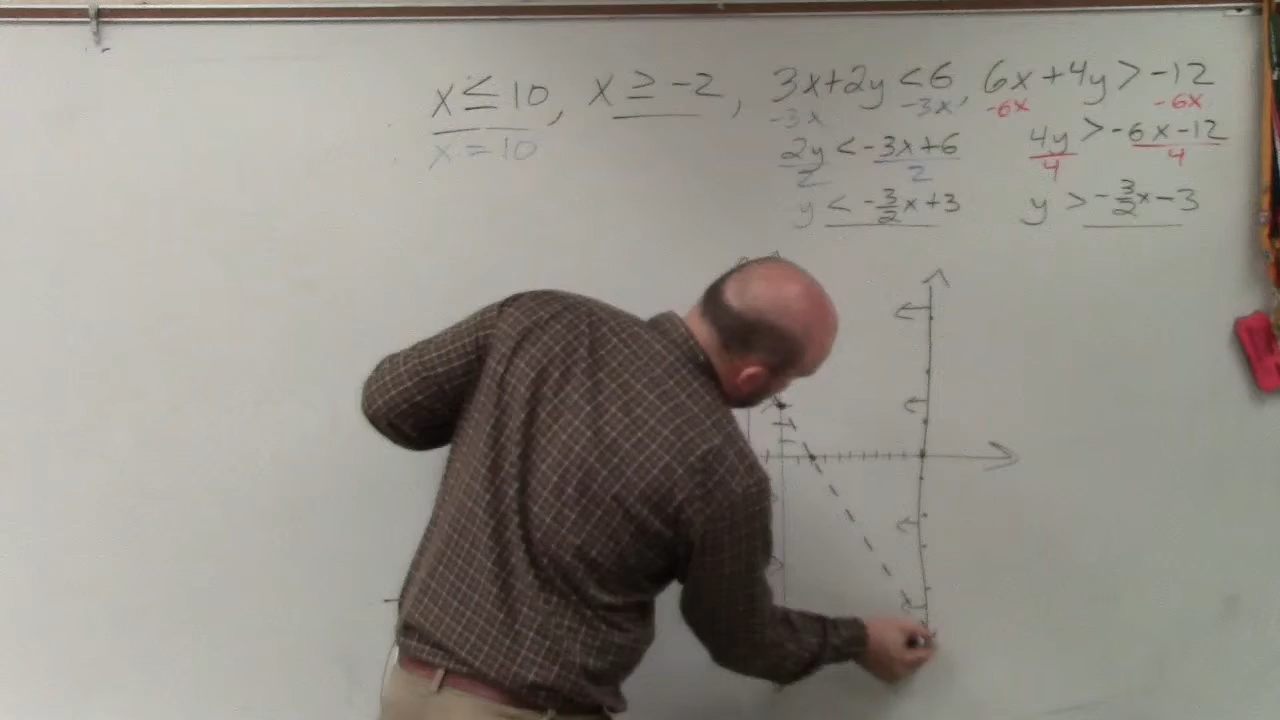 x ≤ 10, x ≥ -2, 3x+2y < 6, 6x+4y > -12
-3x -3x -6x -6x
x = 10 2y < -3x+6 4y > -6x-12
2 2 4 4
y < -3/2x+3 y > -3/2x-3